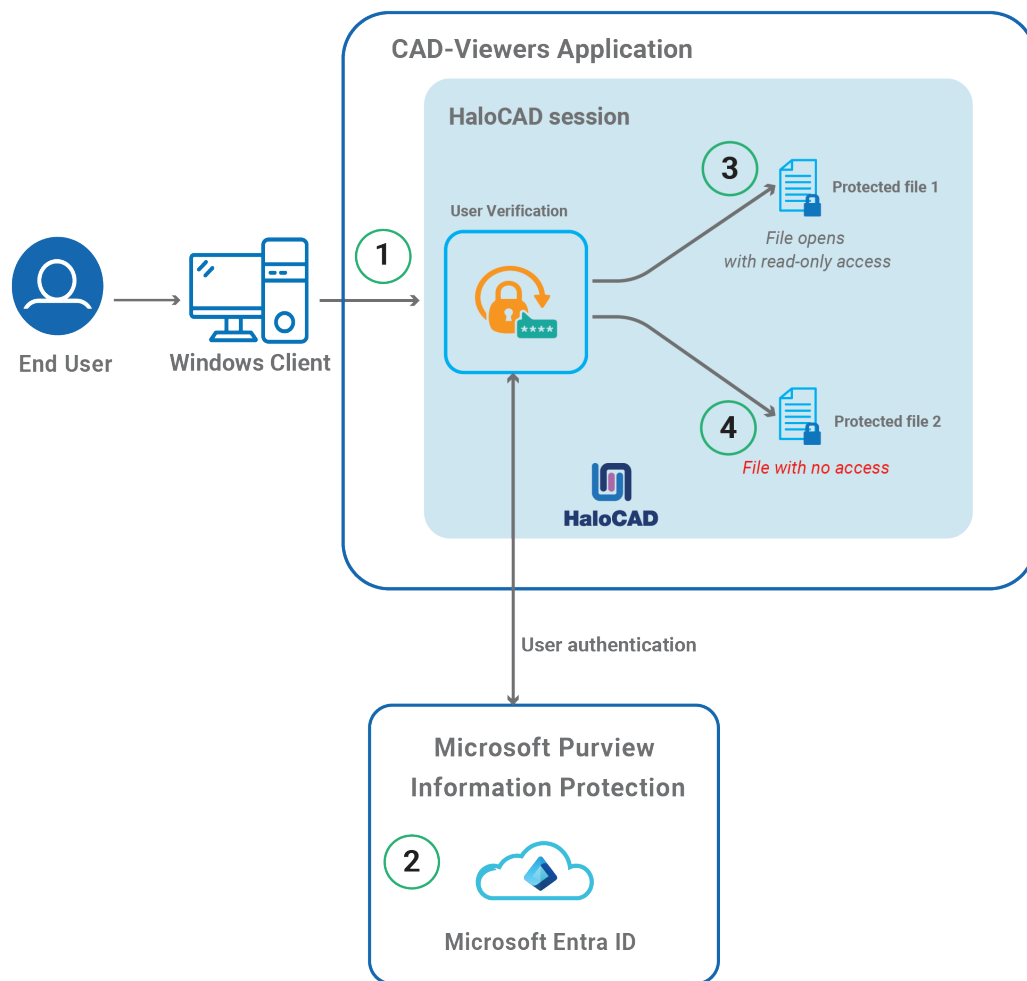 CAD-Viewers Application
HaloCAD session
3
Protected file 1
User Verification
File opens
with read-only access
1
****
End User
Windows Client
4
Protected file 2
File with no access
HaloCAD
User authentication
Microsoft Purview
Information Protection
2
Microsoft Entra ID